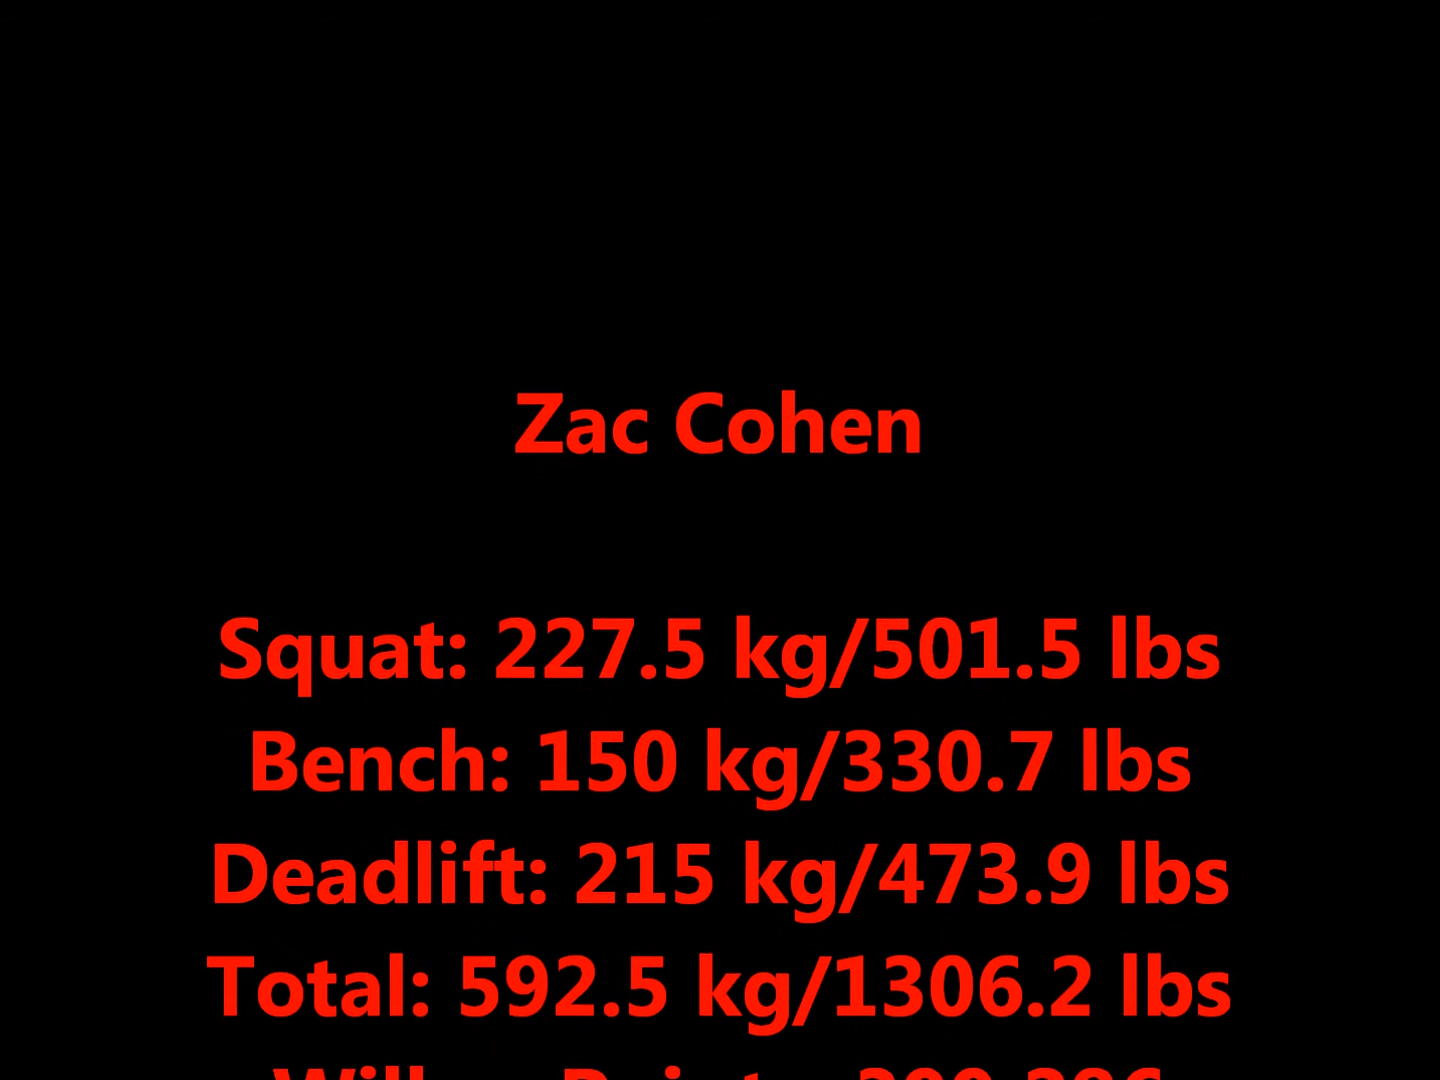 Zac Cohen
Squat: 227.5 kg/501.5 lbs
Bench: 150 kg/330.7 lbs
Deadlift: 215 kg/473.9 lbs
Total: 592.5 kg/1306.2 lbs